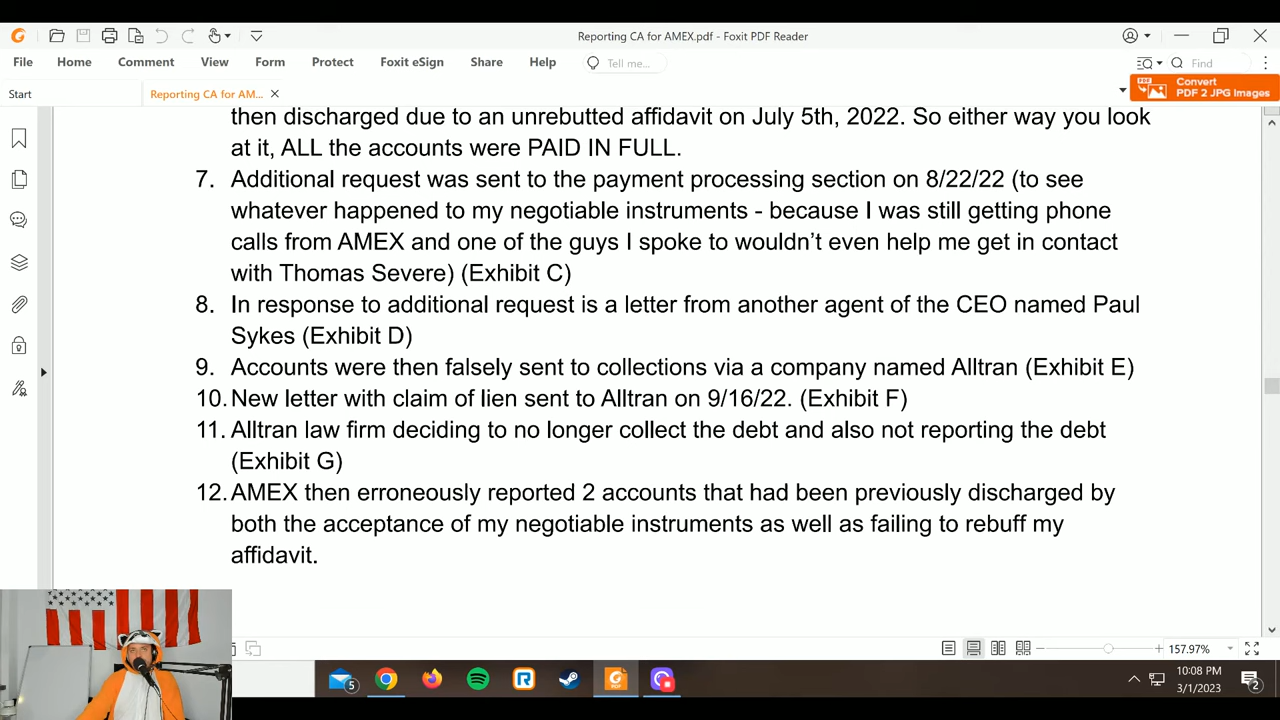 Reporting CA for AMEX.pdf - Foxit PDF Reader
File Home Comment View Form Protect Foxit eSign Share Help Tell me... Find
Start Reporting CA for AM... Convert
PDF 2 JPG Images
then discharged due to an unrebutted affidavit on July 5th, 2022. So either way you look
at it, ALL the accounts were PAID IN FULL.
7. Additional request was sent to the payment processing section on 8/22/22 (to see
whatever happened to my negotiable instruments - because I was still getting phone
calls from AMEX and one of the guys I spoke to wouldn’t even help me get in contact
with Thomas Severe) (Exhibit C)
8. In response to additional request is a letter from another agent of the CEO named Paul
Sykes (Exhibit D)
9. Accounts were then falsely sent to collections via a company named Alltran (Exhibit E)
10. New letter with claim of lien sent to Alltran on 9/16/22. (Exhibit F)
11. Alltran law firm deciding to no longer collect the debt and also not reporting the debt
(Exhibit G)
12. AMEX then erroneously reported 2 accounts that had been previously discharged by
both the acceptance of my negotiable instruments as well as failing to rebuff my
affidavit.
157.97%
5
10:08 PM
3/1/2023
2